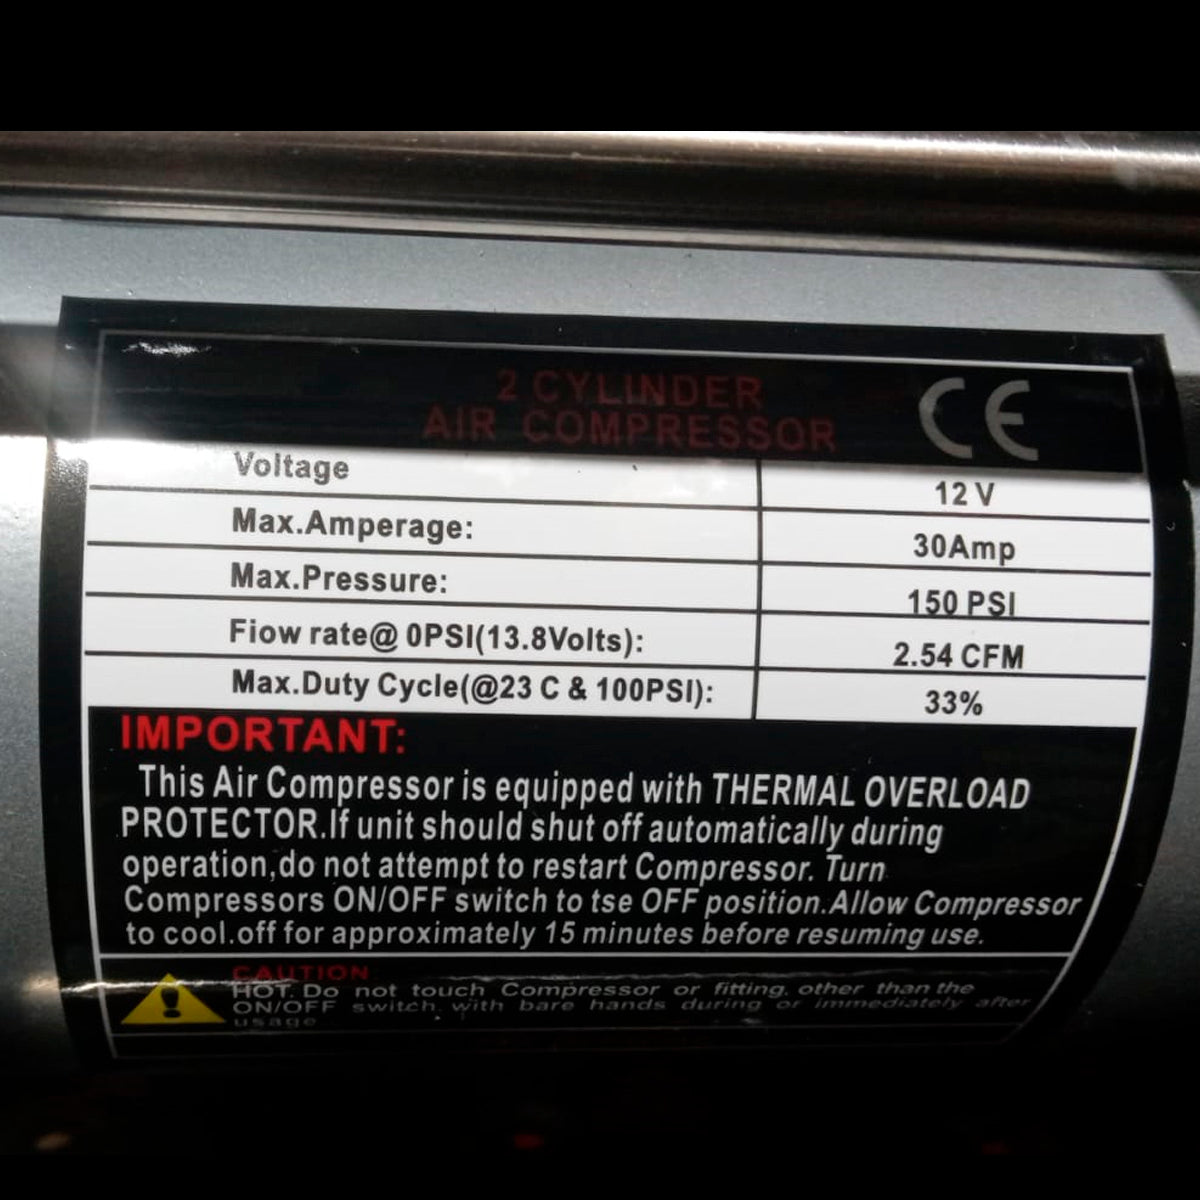 2 CYLINDER
AIR COMPRESSOR
CE
Voltage 12 V
Max.Amperage: 30Amp
Max.Pressure: 150 PSI
Fiow rate@ 0PSI(13.8Volts): 2.54 CFM
Max.Duty Cycle(@23 C & 100PSI): 33%
IMPORTANT:
This Air Compressor is equipped with THERMAL OVERLOAD
PROTECTOR.If unit should shut off automatically during
operation,do not attempt to restart Compressor. Turn
Compressors ON/OFF switch to tse OFF position.Allow Compressor
to cool.off for approximately 15 minutes before resuming use.
CAUTION
HOT. Do not touch Compressor or fitting, other than the
ON/OFF switch, with bare hands during or immediately after
usage